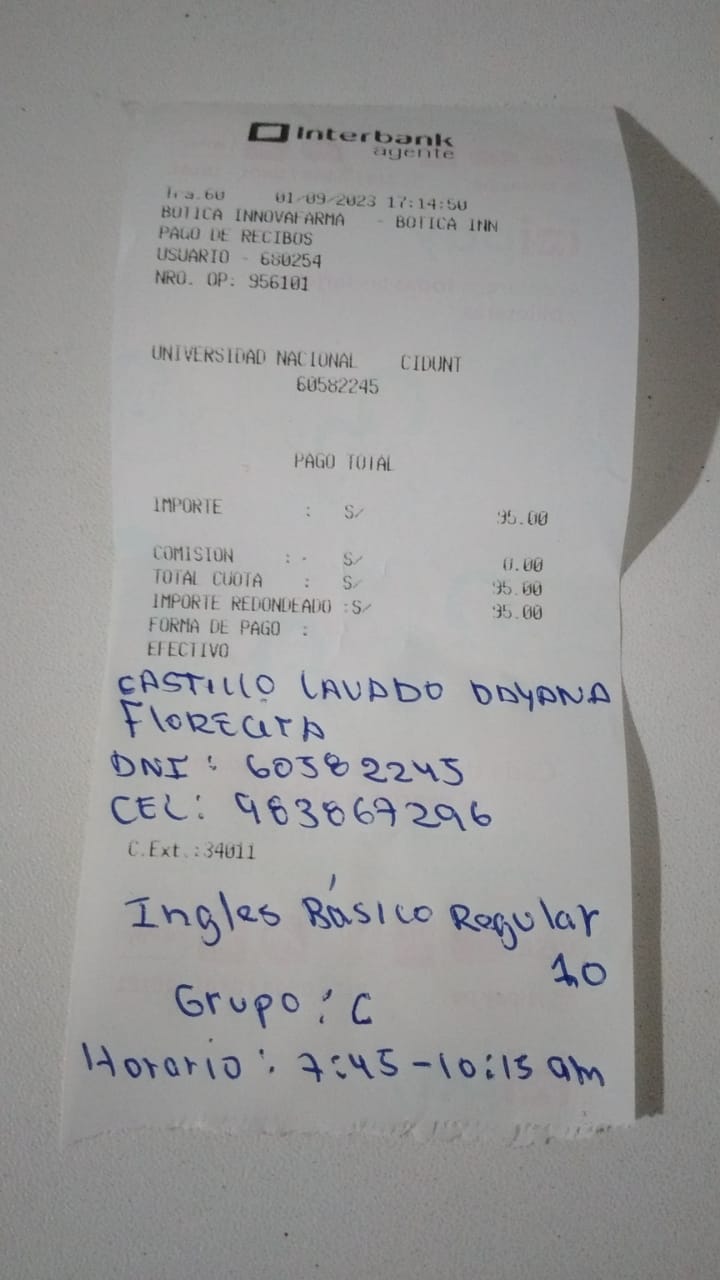 Interbank
agente
Tra.60 01/09/2023 17:14:50
BOTICA INNOVAFARMA - BOTICA INN
PAGO DE RECIBOS
USUARIO - 680254
NRO. OP: 956101
UNIVERSIDAD NACIONAL CIDUNT
60582245
PAGO TOTAL
IMPORTE : S/ 95.00
COMISION : - S/ 0.00
TOTAL CUOTA : S/ 95.00
IMPORTE REDONDEADO :S/ 95.00
FORMA DE PAGO :
EFECTIVO
CASTILLO LAVADO DAYANA
FLORECITA
DNI : 60582245
CEL: 983867296
C.Ext.:34011
Ingles Básico Regular
10
Grupo: C
Horario: 7:45-10:15 am